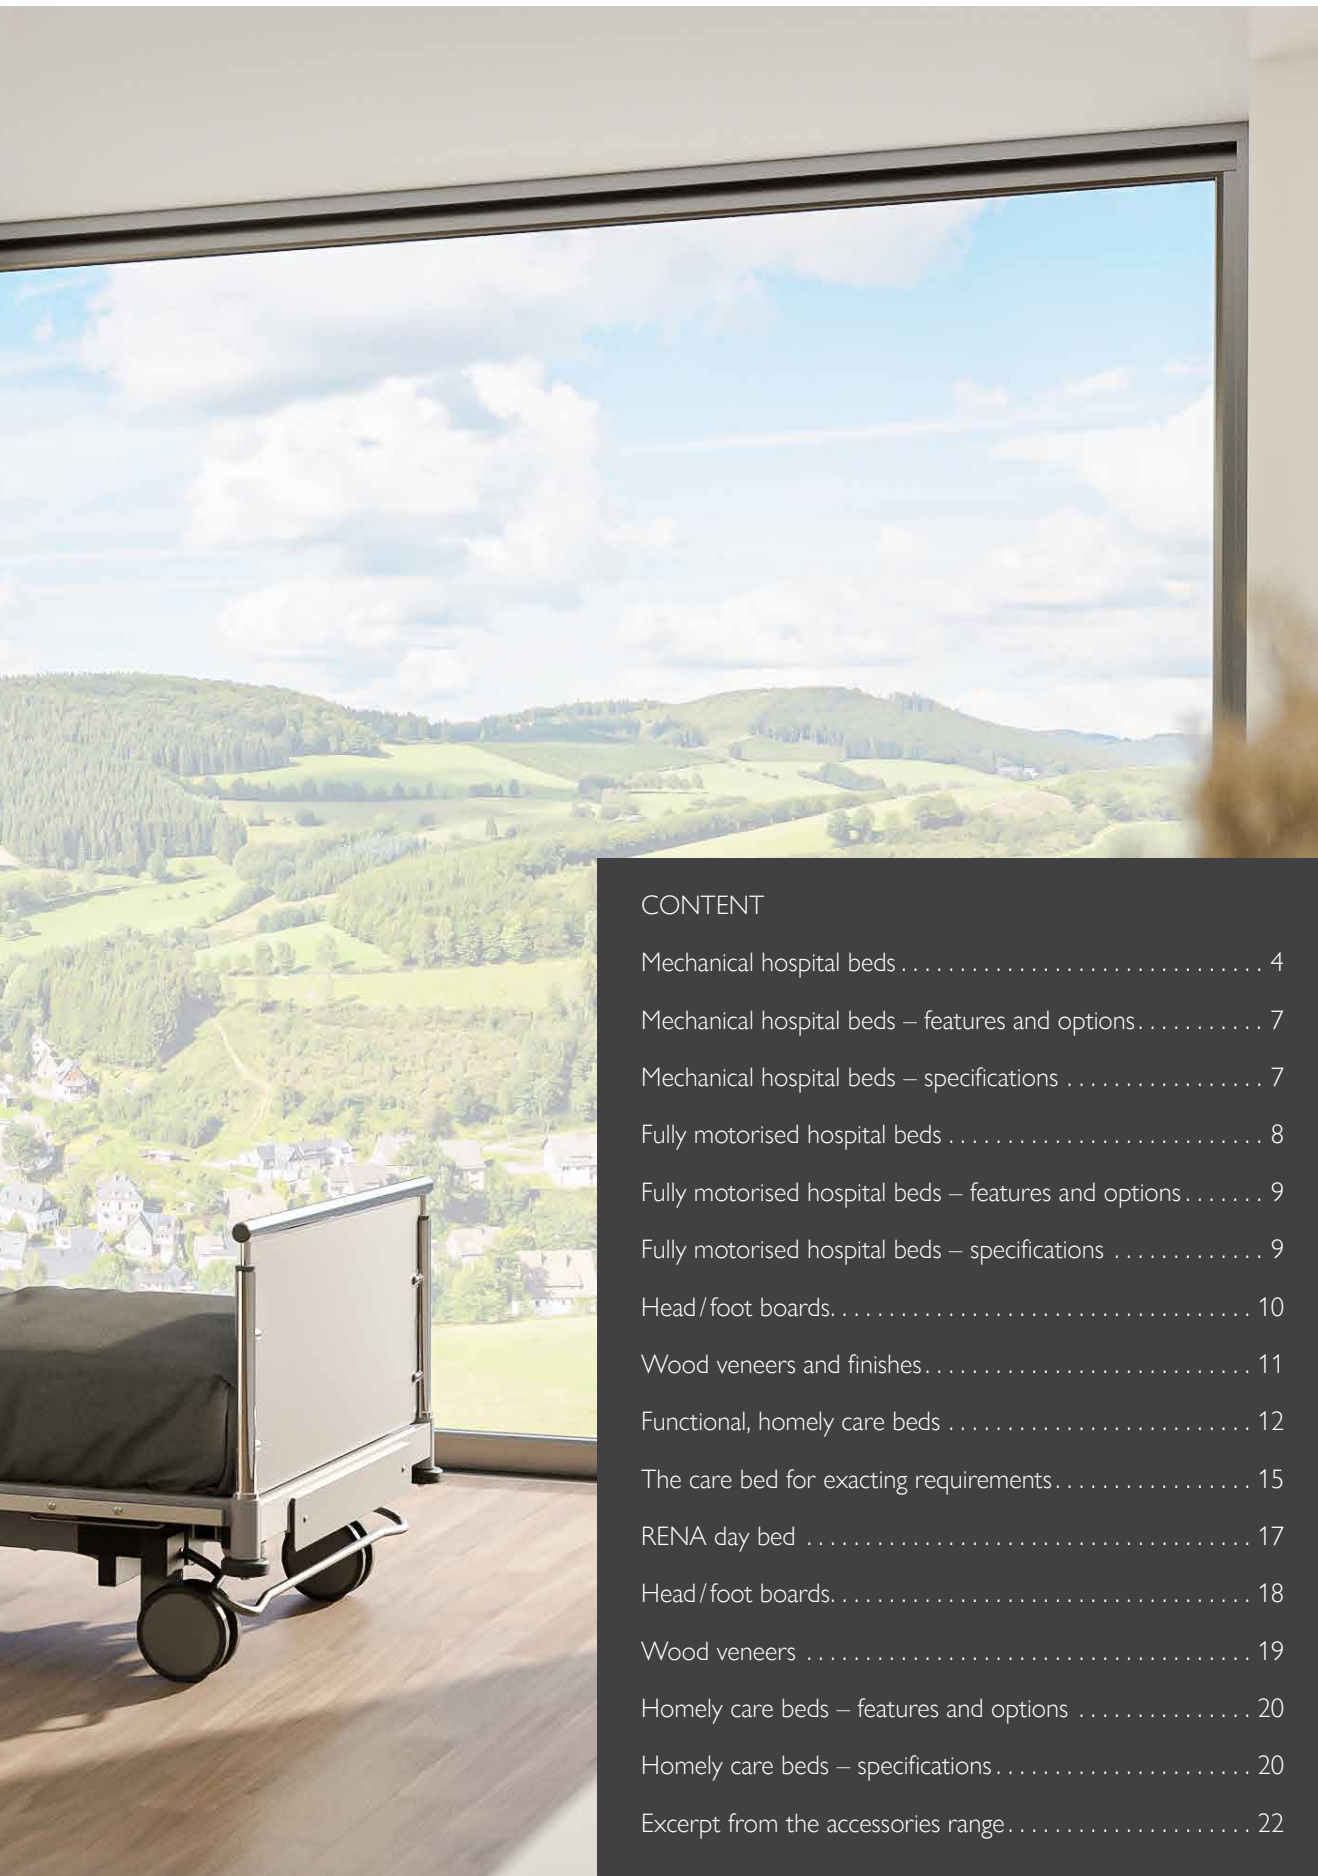 CONTENT
Mechanical hospital beds . . . . . . . . . . . . . . . . . . . . . . . . . . . . . . . 4
Mechanical hospital beds – features and options . . . . . . . . . . . 7
Mechanical hospital beds – specifications . . . . . . . . . . . . . . . . . 7
Fully motorised hospital beds . . . . . . . . . . . . . . . . . . . . . . . . . . . 8
Fully motorised hospital beds – features and options . . . . . . . 9
Fully motorised hospital beds – specifications . . . . . . . . . . . . . 9
Head / foot boards. . . . . . . . . . . . . . . . . . . . . . . . . . . . . . . . . . . . 10
Wood veneers and finishes . . . . . . . . . . . . . . . . . . . . . . . . . . . . 11
Functional, homely care beds . . . . . . . . . . . . . . . . . . . . . . . . . . 12
The care bed for exacting requirements . . . . . . . . . . . . . . . . . 15
RENA day bed . . . . . . . . . . . . . . . . . . . . . . . . . . . . . . . . . . . . . . 17
Head / foot boards. . . . . . . . . . . . . . . . . . . . . . . . . . . . . . . . . . . . 18
Wood veneers . . . . . . . . . . . . . . . . . . . . . . . . . . . . . . . . . . . . . . 19
Homely care beds – features and options . . . . . . . . . . . . . . . 20
Homely care beds – specifications . . . . . . . . . . . . . . . . . . . . . . 20
Excerpt from the accessories range . . . . . . . . . . . . . . . . . . . . . 22